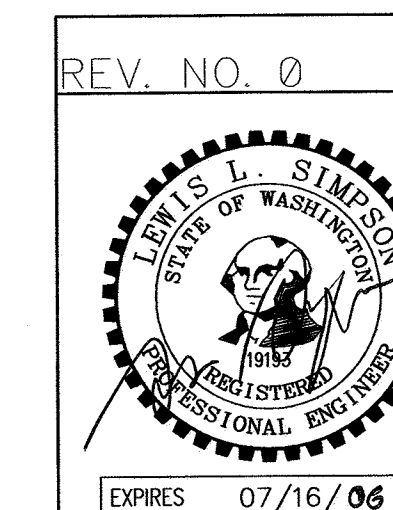 REV. NO. 0
LEWIS L. SIMPSON
STATE OF WASHINGTON
19193
REGISTERED
PROFESSIONAL ENGINEER
EXPIRES 07/16/06